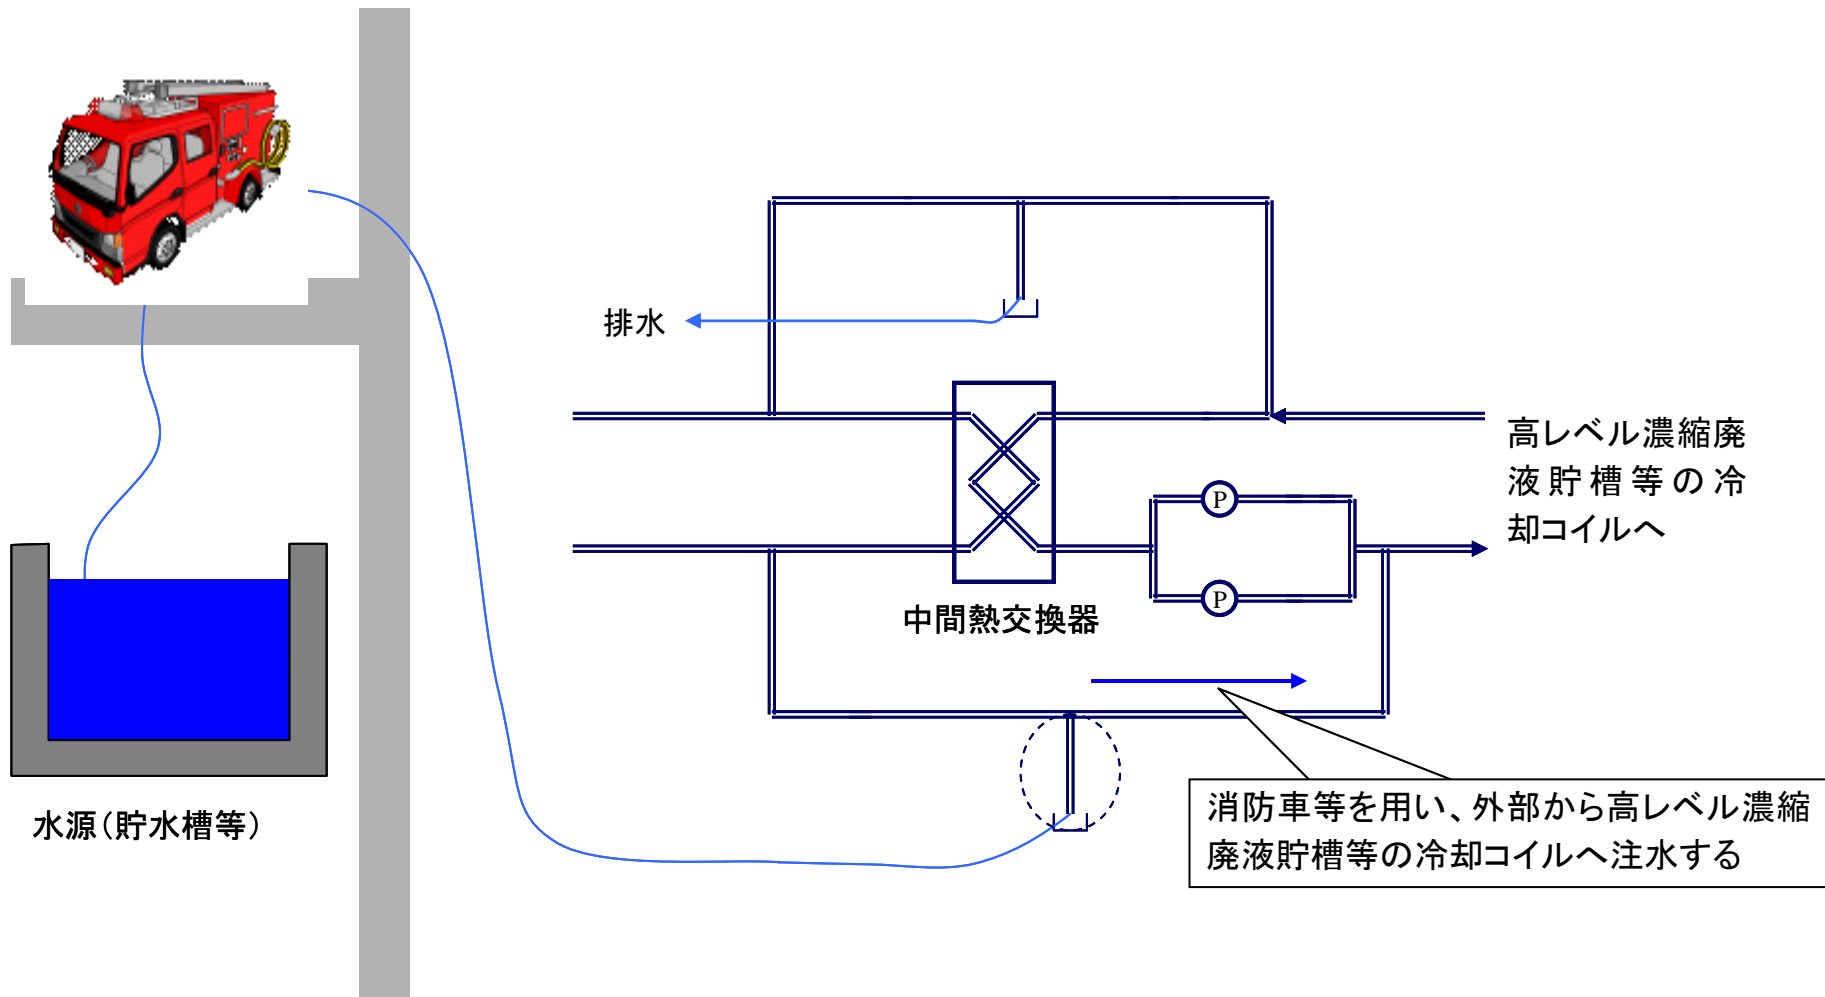 排水
高レベル濃縮廃
液貯槽等の冷
却コイルへ
P
P
中間熱交換器
水源（貯水槽等）
消防車等を用い、外部から高レベル濃縮
廃液貯槽等の冷却コイルへ注水する